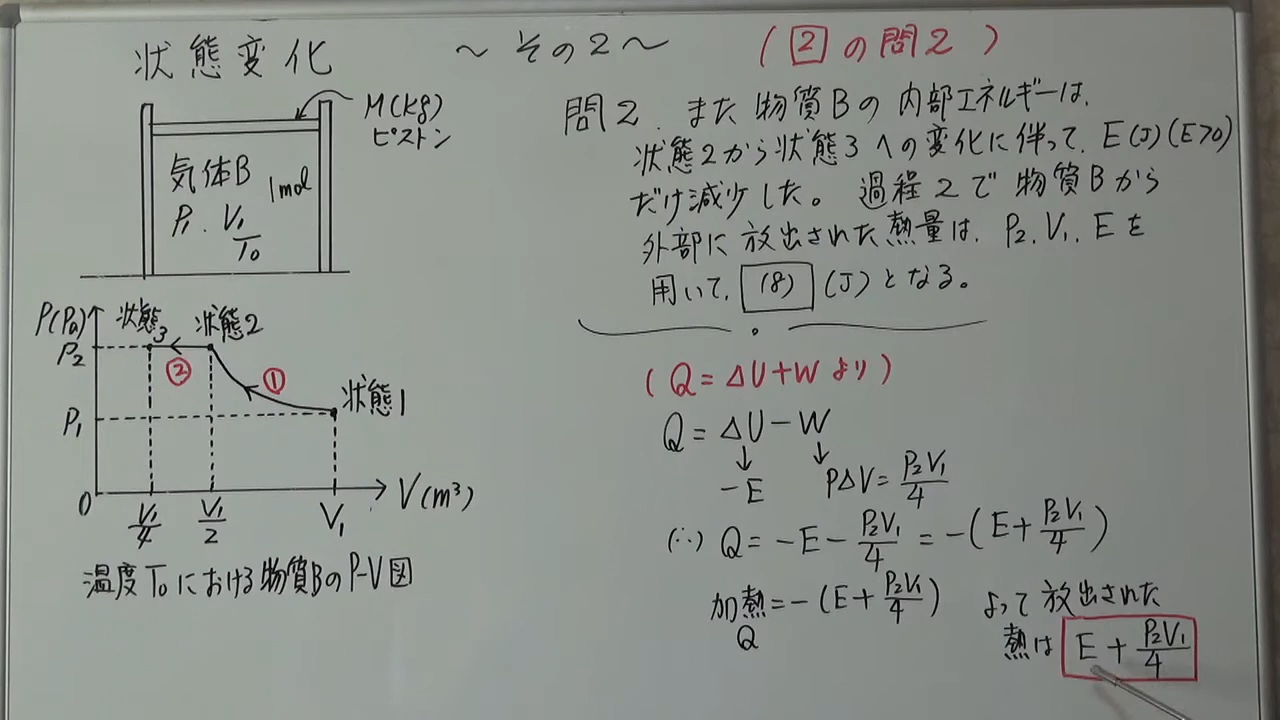 状態変化 〜その2〜 (2の問2)
M(kg)
ピストン
気体B 1mol
P₁. V₁
T₀
P(Pa)
状態3
状態2
P₂
②
①
状態1
P₁
0
V₁/4
V₁/2
V₁
V(m³)
温度T₀における物質BのP-V図
問2. また物質Bの内部エネルギーは、
状態2から状態3への変化に伴って、E(J)(E>0)
だけ減少した。過程2で物質Bから
外部に放出された熱量は、P₂、V₁、Eを
用いて、(8)(J)となる。
(Q=ΔU+Wより)
Q=ΔU-W
↓ ↓
-E PΔV=P₂V₁/4
(∴) Q=-E-P₂V₁/4=-(E+P₂V₁/4)
加熱=-(E+P₂V₁/4)
Q
よって放出された
熱は E+P₂V₁/4